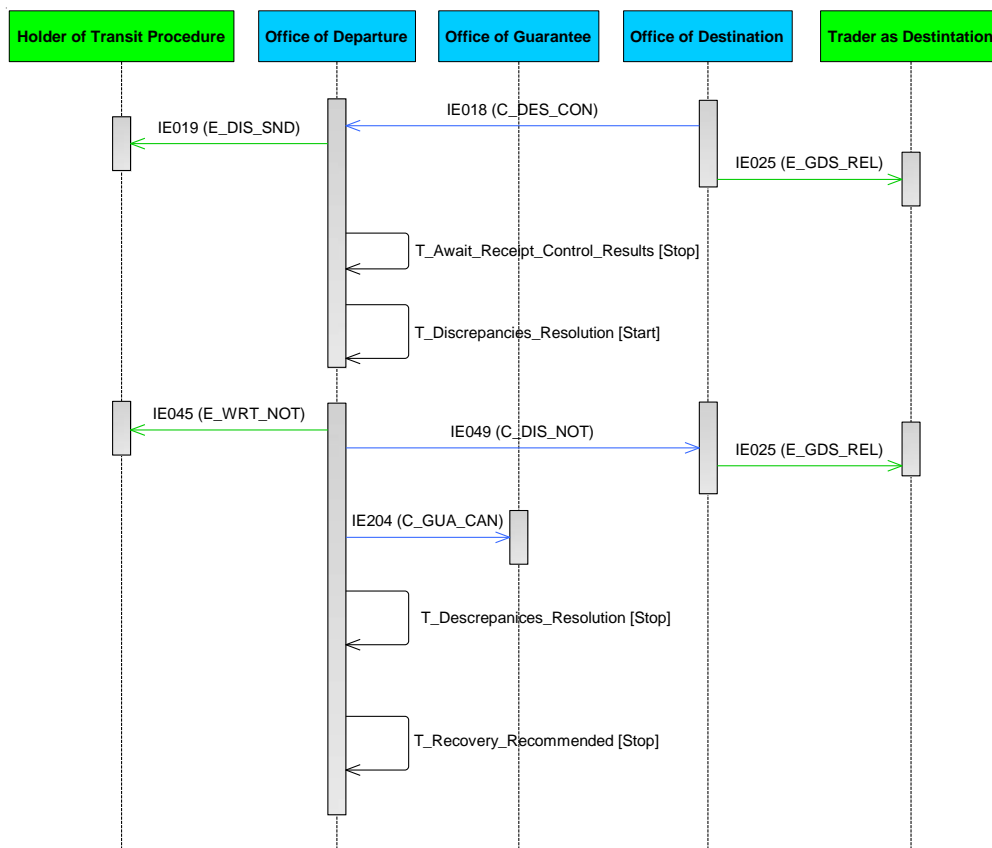 Holder of Transit Procedure
Office of Departure
Office of Guarantee
Office of Destination
Trader as Destintation
IE018 (C_DES_CON)
IE019 (E_DIS_SND)
IE025 (E_GDS_REL)
T_Await_Receipt_Control_Results [Stop]
T_Discrepancies_Resolution [Start]
IE045 (E_WRT_NOT)
IE049 (C_DIS_NOT)
IE025 (E_GDS_REL)
IE204 (C_GUA_CAN)
T_Descrepanices_Resolution [Stop]
T_Recovery_Recommended [Stop]